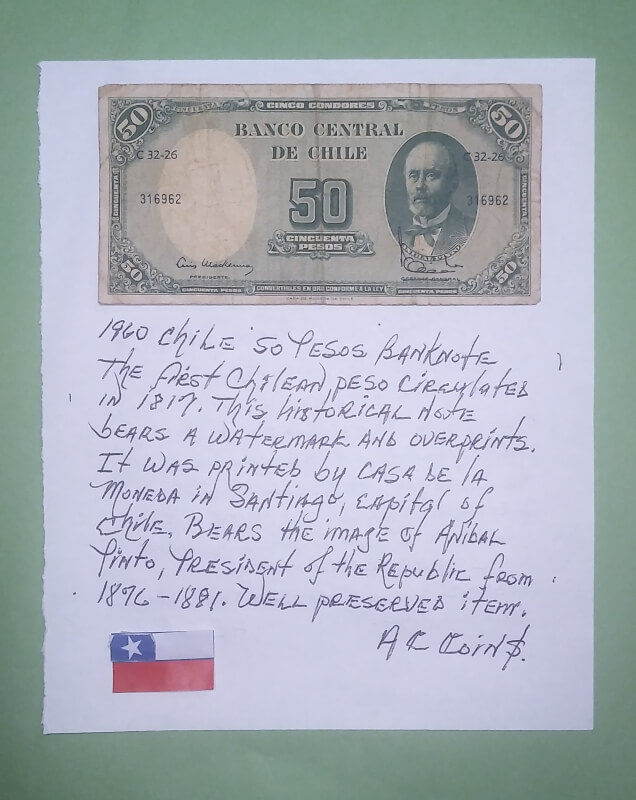 50 CINCUENTA CINCO CONDORES PESOS 50
BANCO CENTRAL
DE CHILE
C 32-26 C 32-26
316962 316962
50
CINCUENTA
PESOS
CINCUENTA
PRESIDENTE
50 CINCUENTA PESOS CONVERTIBLES EN ORO CONFORME A LA LEY CINCUENTA PESOS 50
1960 CHILE 50 PESOS BANKNOTE
THE FIRST CHILEAN PESO CIRCULATED
IN 1817. THIS HISTORICAL NOTE
BEARS A WATERMARK AND OVERPRINTS.
It WAS PRINTED by CASA DE LA
MONEDA IN SANTIAGO, CAPITAL OF
CHILE. BEARS the IMAGE of ANIBAL
PINTO, PRESIDENT of the REPUBLIC from
1876-1881. WELL PRESERVED ITEM.
A C COIN$.